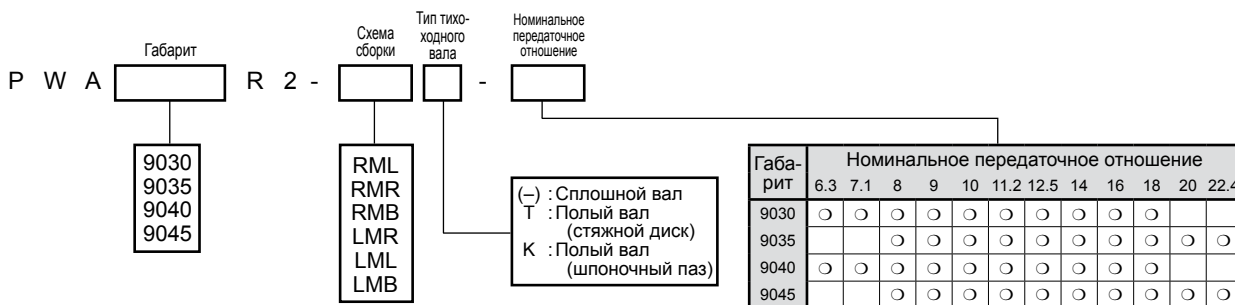 Габарит
Схема
сборки
Тип тихо-
ходного
вала
Номинальное
передаточное
отношение
P W A R 2 - -
9030
9035
9040
9045
RML
RMR
RMB
LMR
LML
LMB
(–) : Сплошной вал
T : Полый вал
(стяжной диск)
K : Полый вал
(шпоночный паз)
Габа-
рит
Номинальное передаточное отношение
6.3 7.1 8 9 10 11.2 12.5 14 16 18 20 22.4
9030 ❍ ❍ ❍ ❍ ❍ ❍ ❍ ❍ ❍ ❍
9035 ❍ ❍ ❍ ❍ ❍ ❍ ❍ ❍ ❍ ❍
9040 ❍ ❍ ❍ ❍ ❍ ❍ ❍ ❍ ❍ ❍
9045 ❍ ❍ ❍ ❍ ❍ ❍ ❍ ❍ ❍ ❍